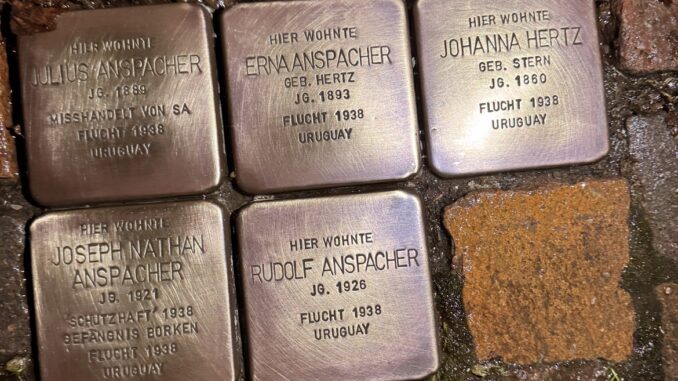 HIER WOHNTE
JULIUS ANSPACHER
JG. 1889
MISSHANDELT VON SA
FLUCHT 1938
URUGUAY
HIER WOHNTE
ERNA ANSPACHER
GEB. HERTZ
JG. 1893
FLUCHT 1938
URUGUAY
HIER WOHNTE
JOHANNA HERTZ
GEB. STERN
JG. 1860
FLUCHT 1938
URUGUAY
HIER WOHNTE
JOSEPH NATHAN
ANSPACHER
JG. 1921
'SCHUTZHAFT' 1938
GEFÄNGNIS BORKEN
FLUCHT 1938
URUGUAY
HIER WOHNTE
RUDOLF ANSPACHER
JG. 1926
FLUCHT 1938
URUGUAY